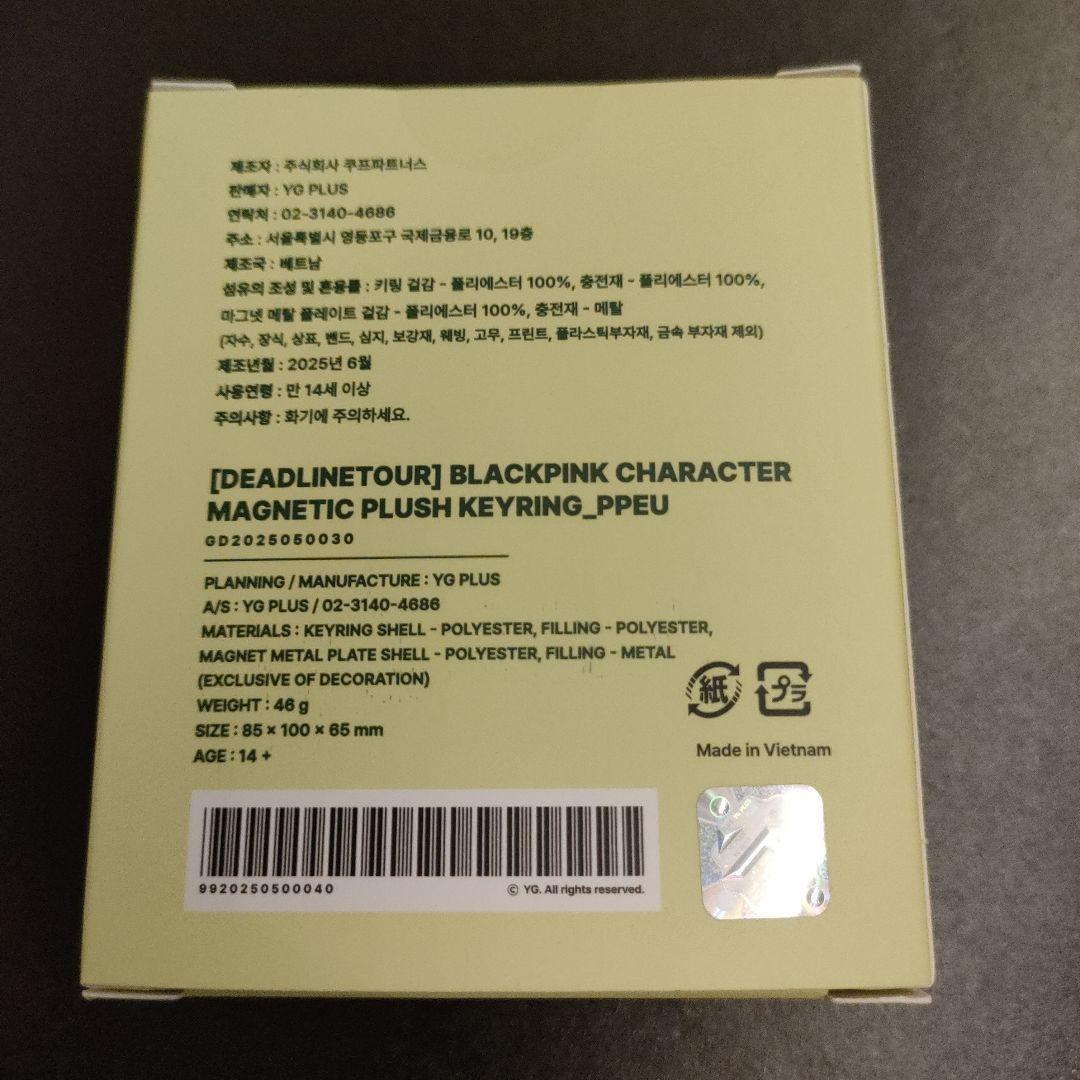 제조자 : 주식회사 쿠프파트너스
판매자 : YG PLUS
연락처 : 02-3140-4686
주소 : 서울특별시 영등포구 국제금융로 10, 19층
제조국 : 베트남
섬유의 조성 및 혼용률 : 키링 겉감 - 폴리에스터 100%, 충전재 - 폴리에스터 100%,
마그넷 메탈 플레이트 겉감 - 폴리에스터 100%, 충전재 - 메탈
(자수, 장식, 상표, 밴드, 심지, 보강재, 웨빙, 고무, 프린트, 플라스틱부자재, 금속 부자재 제외)
제조년월 : 2025년 6월
사용연령 : 만 14세 이상
주의사항 : 화기에 주의하세요.
[DEADLINETOUR] BLACKPINK CHARACTER
MAGNETIC PLUSH KEYRING_PPEU
GD2025050030
PLANNING / MANUFACTURE : YG PLUS
A/S : YG PLUS / 02-3140-4686
MATERIALS : KEYRING SHELL - POLYESTER, FILLING - POLYESTER,
MAGNET METAL PLATE SHELL - POLYESTER, FILLING - METAL
(EXCLUSIVE OF DECORATION)
WEIGHT : 46 g
SIZE : 85 × 100 × 65 mm
AGE : 14 +
紙 プラ
Made in Vietnam
9920250500040
© YG. All rights reserved.